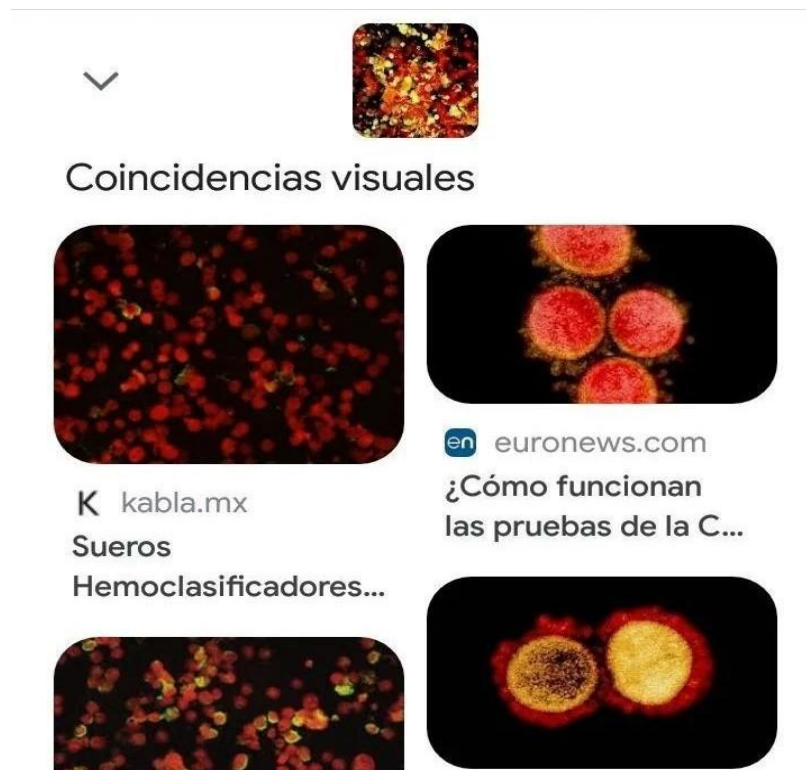 Coincidencias visuales
K kabla.mx
Sueros
Hemoclasificadores...
en euronews.com
¿Cómo funcionan
las pruebas de la C...